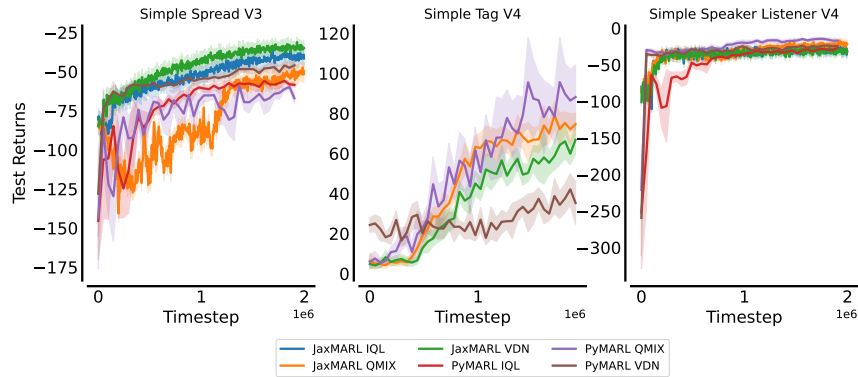 Simple Spread V3
Simple Tag V4
Simple Speaker Listener V4
Test Returns
−25
−50
−75
−100
−125
−150
−175
0
1
2
1e6
Timestep
120
100
80
60
40
20
0
0
1
1e6
Timestep
0
−50
−100
−150
−200
−250
−300
0
1
2
1e6
Timestep
JaxMARL IQL
JaxMARL VDN
PyMARL QMIX
JaxMARL QMIX
PyMARL IQL
PyMARL VDN